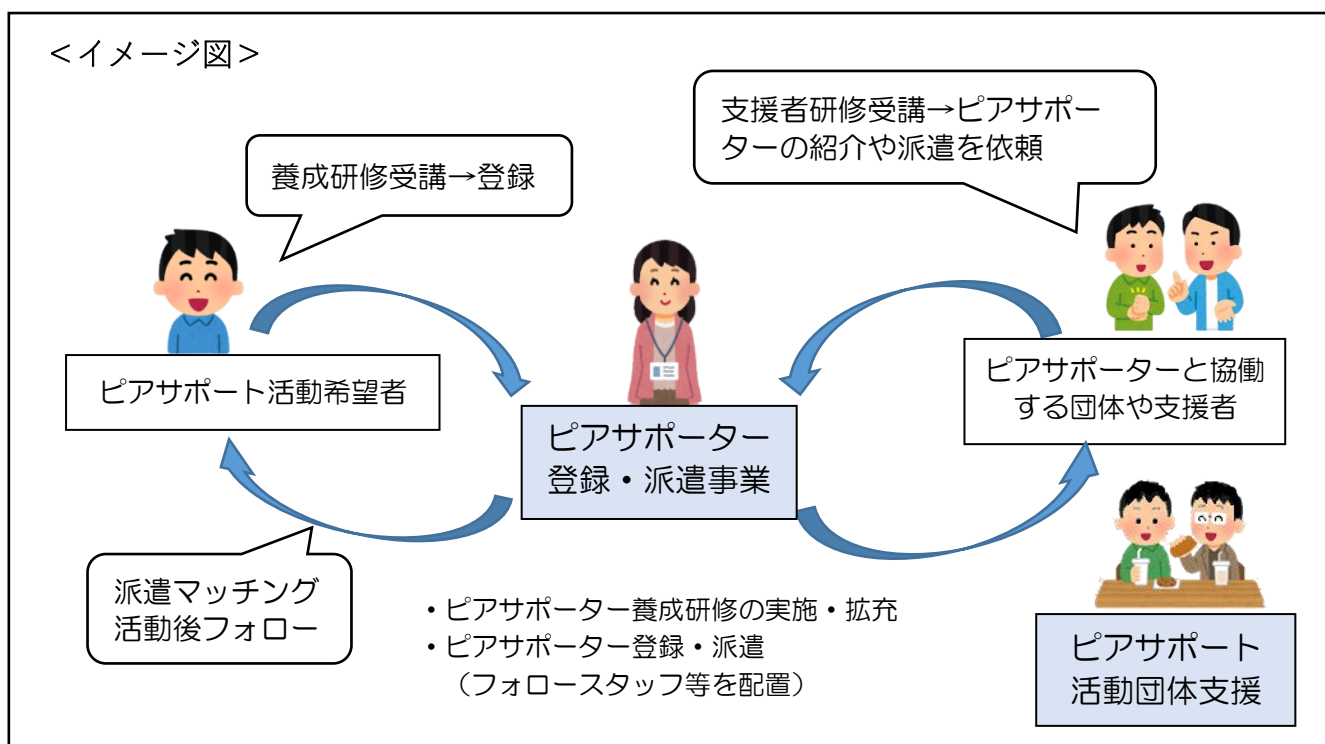 ＜イメージ図＞
養成研修受講→登録
支援者研修受講→ピアサポー
ターの紹介や派遣を依頼
ピアサポート活動希望者
ピアサポーター
登録・派遣事業
ピアサポーターと協働
する団体や支援者
派遣マッチング
活動後フォロー
・ピアサポーター養成研修の実施・拡充
・ピアサポーター登録・派遣
（フォロースタッフ等を配置）
ピアサポート
活動団体支援